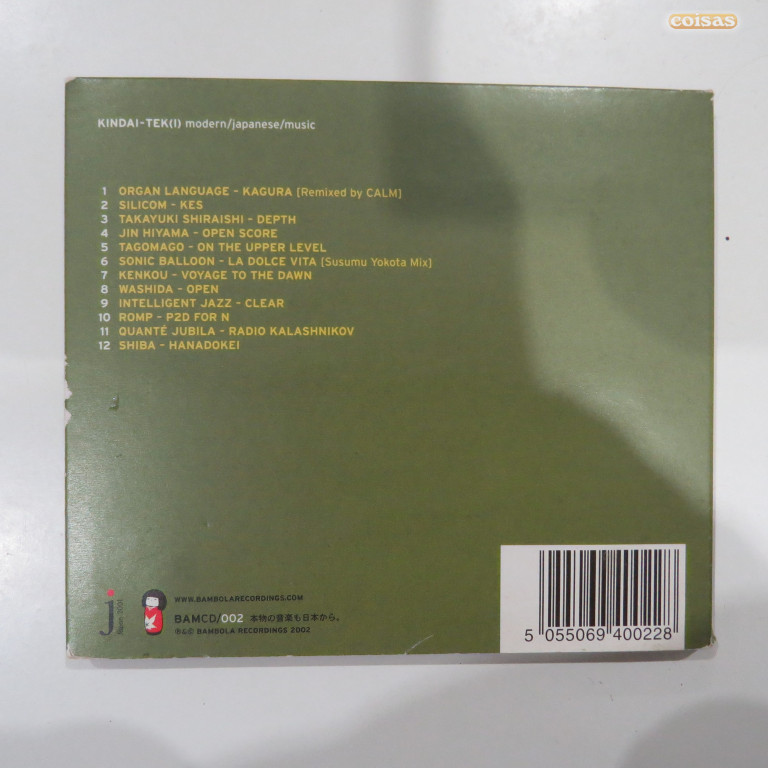 coisas
KINDAI-TEK(I) modern/japanese/music
1 ORGAN LANGUAGE - KAGURA [Remixed by CALM]
2 SILICOM - KES
3 TAKAYUKI SHIRAISHI - DEPTH
4 JIN HIYAMA - OPEN SCORE
5 TAGOMAGO - ON THE UPPER LEVEL
6 SONIC BALLOON - LA DOLCE VITA [Susumu Yokota Mix]
7 KENKOU - VOYAGE TO THE DAWN
8 WASHIDA - OPEN
9 INTELLIGENT JAZZ - CLEAR
10 ROMP - P2D FOR N
11 QUANTÉ JUBILA - RADIO KALASHNIKOV
12 SHIBA - HANADOKEI
WWW.BAMBOLARECORDINGS.COM
BAMCD/002 本物の音楽も日本から。
℗&© BAMBOLA RECORDINGS 2002
5 055069 400228